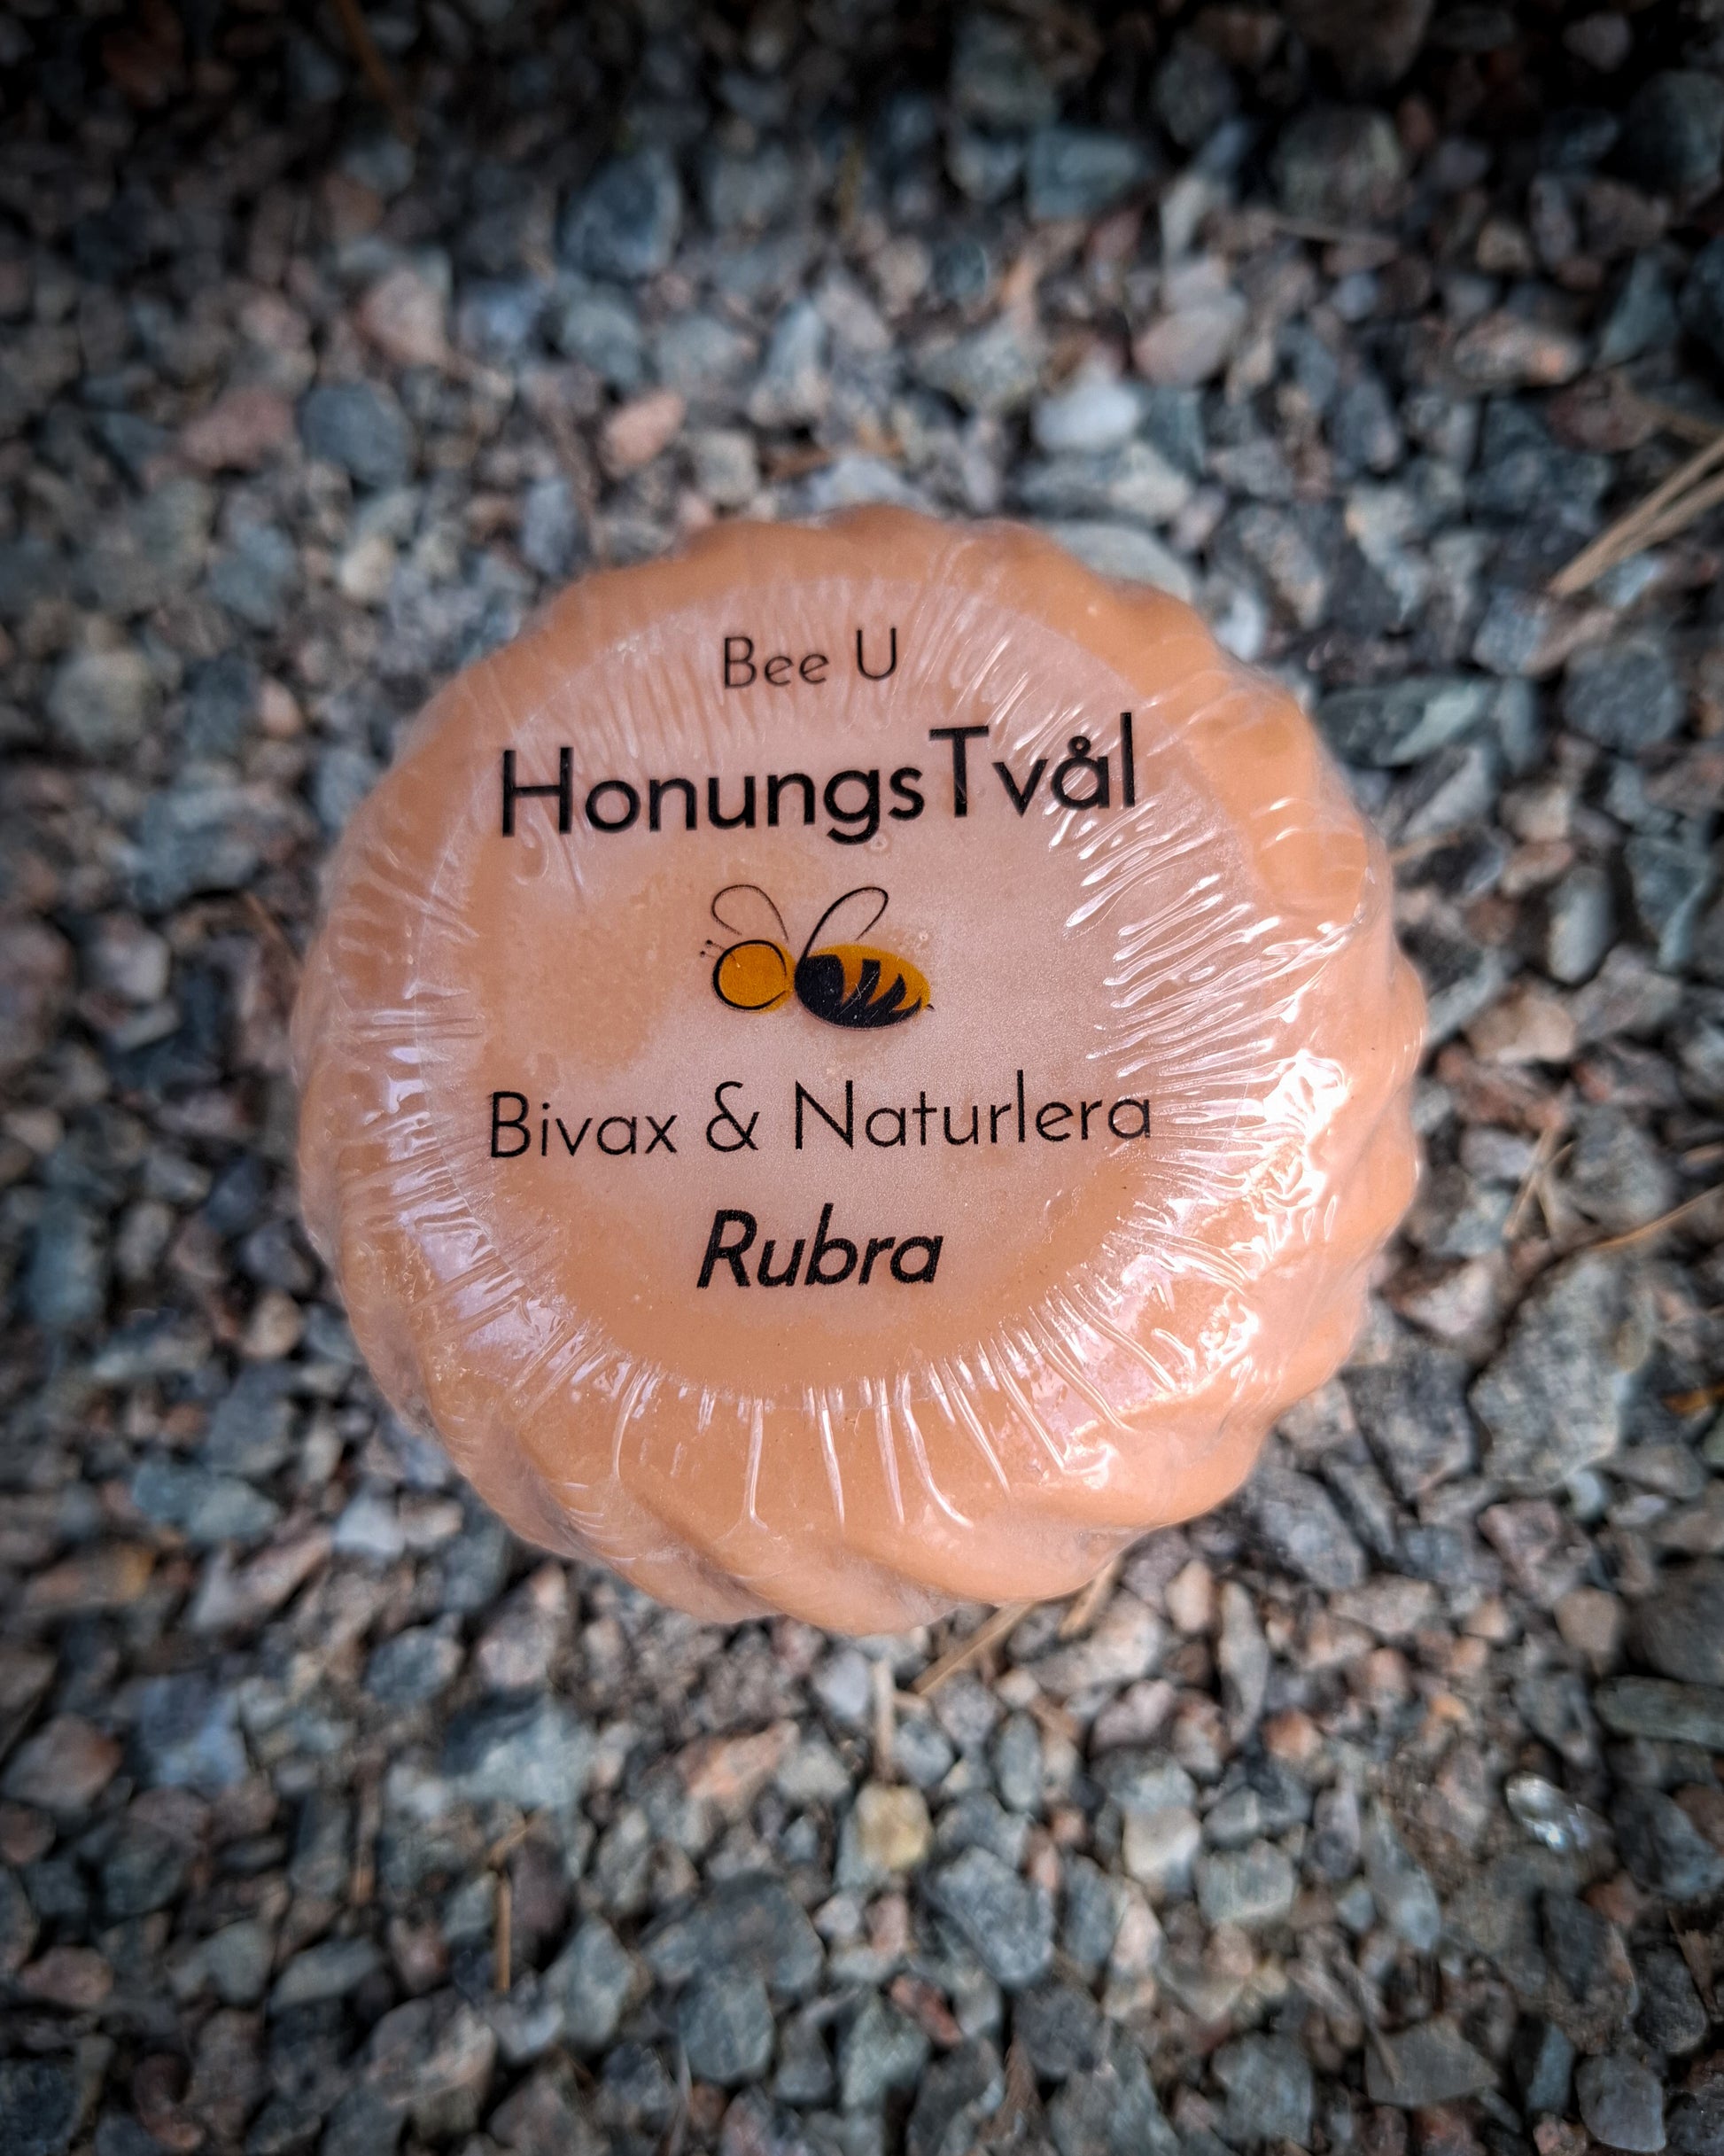 Bee U
HonungsTvål
Bivax & Naturlera
Rubra